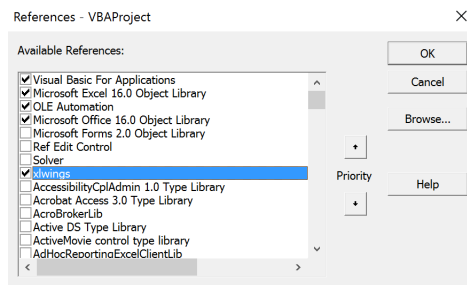 References - VBAProject
Available References:
Visual Basic For Applications
Microsoft Excel 16.0 Object Library
OLE Automation
Microsoft Office 16.0 Object Library
Microsoft Forms 2.0 Object Library
Ref Edit Control
Solver
xlwings
AccessibilityCplAdmin 1.0 Type Library
Acrobat Access 3.0 Type Library
AcroBrokerLib
Active DS Type Library
ActiveMovie control type library
AdHocReportingExcelClientLib
Priority
OK
Cancel
Browse...
Help